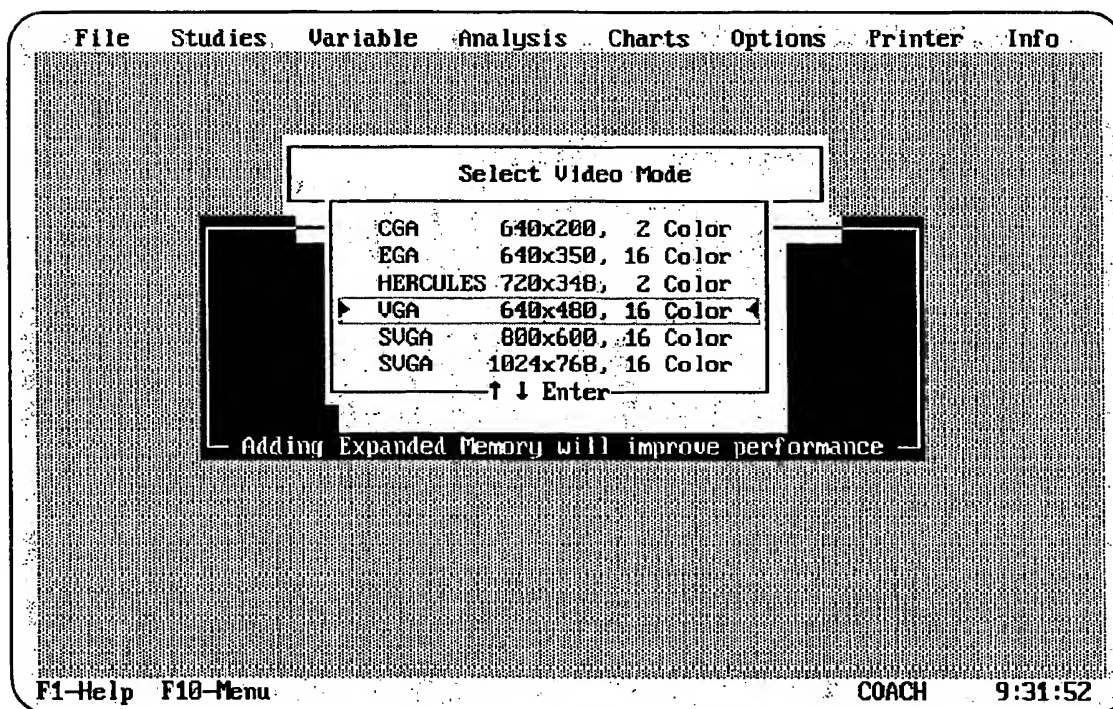 File Studies Variable Analysis Charts Options Printer Info
Select Video Mode
CGA 640x200, 2 Color
EGA 640x350, 16 Color
HERCULES 720x348, 2 Color
VGA 640x480, 16 Color
SVGA 800x600, 16 Color
SVGA 1024x768, 16 Color
↑ ↓ Enter
Adding Expanded Memory will improve performance
F1-Help F10-Menu COACH 9:31:52